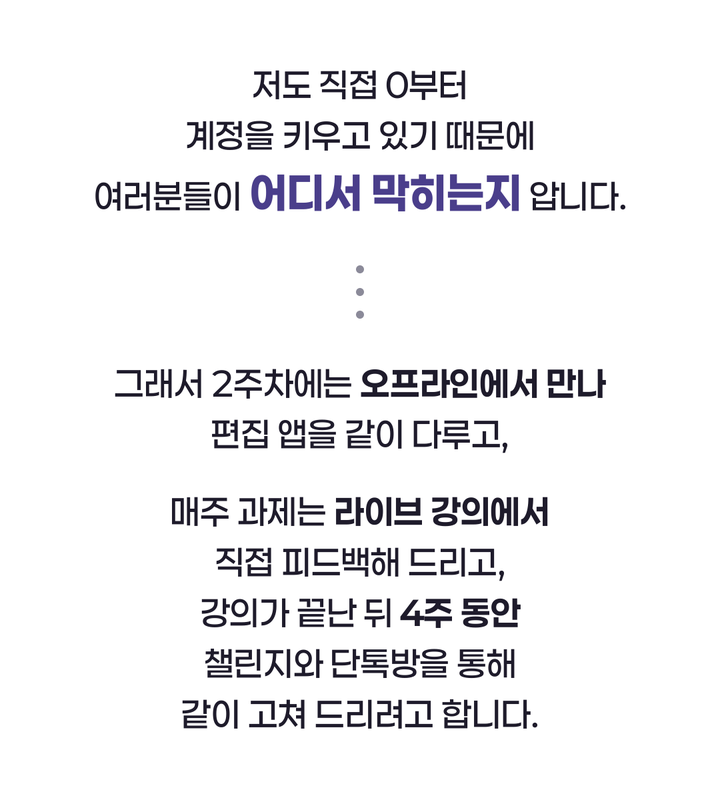 저도 직접 0부터
계정을 키우고 있기 때문에
여러분들이 어디서 막히는지 압니다.
그래서 2주차에는 오프라인에서 만나
편집 앱을 같이 다루고,
매주 과제는 라이브 강의에서
직접 피드백해 드리고,
강의가 끝난 뒤 4주 동안
챌린지와 단톡방을 통해
같이 고쳐 드리려고 합니다.